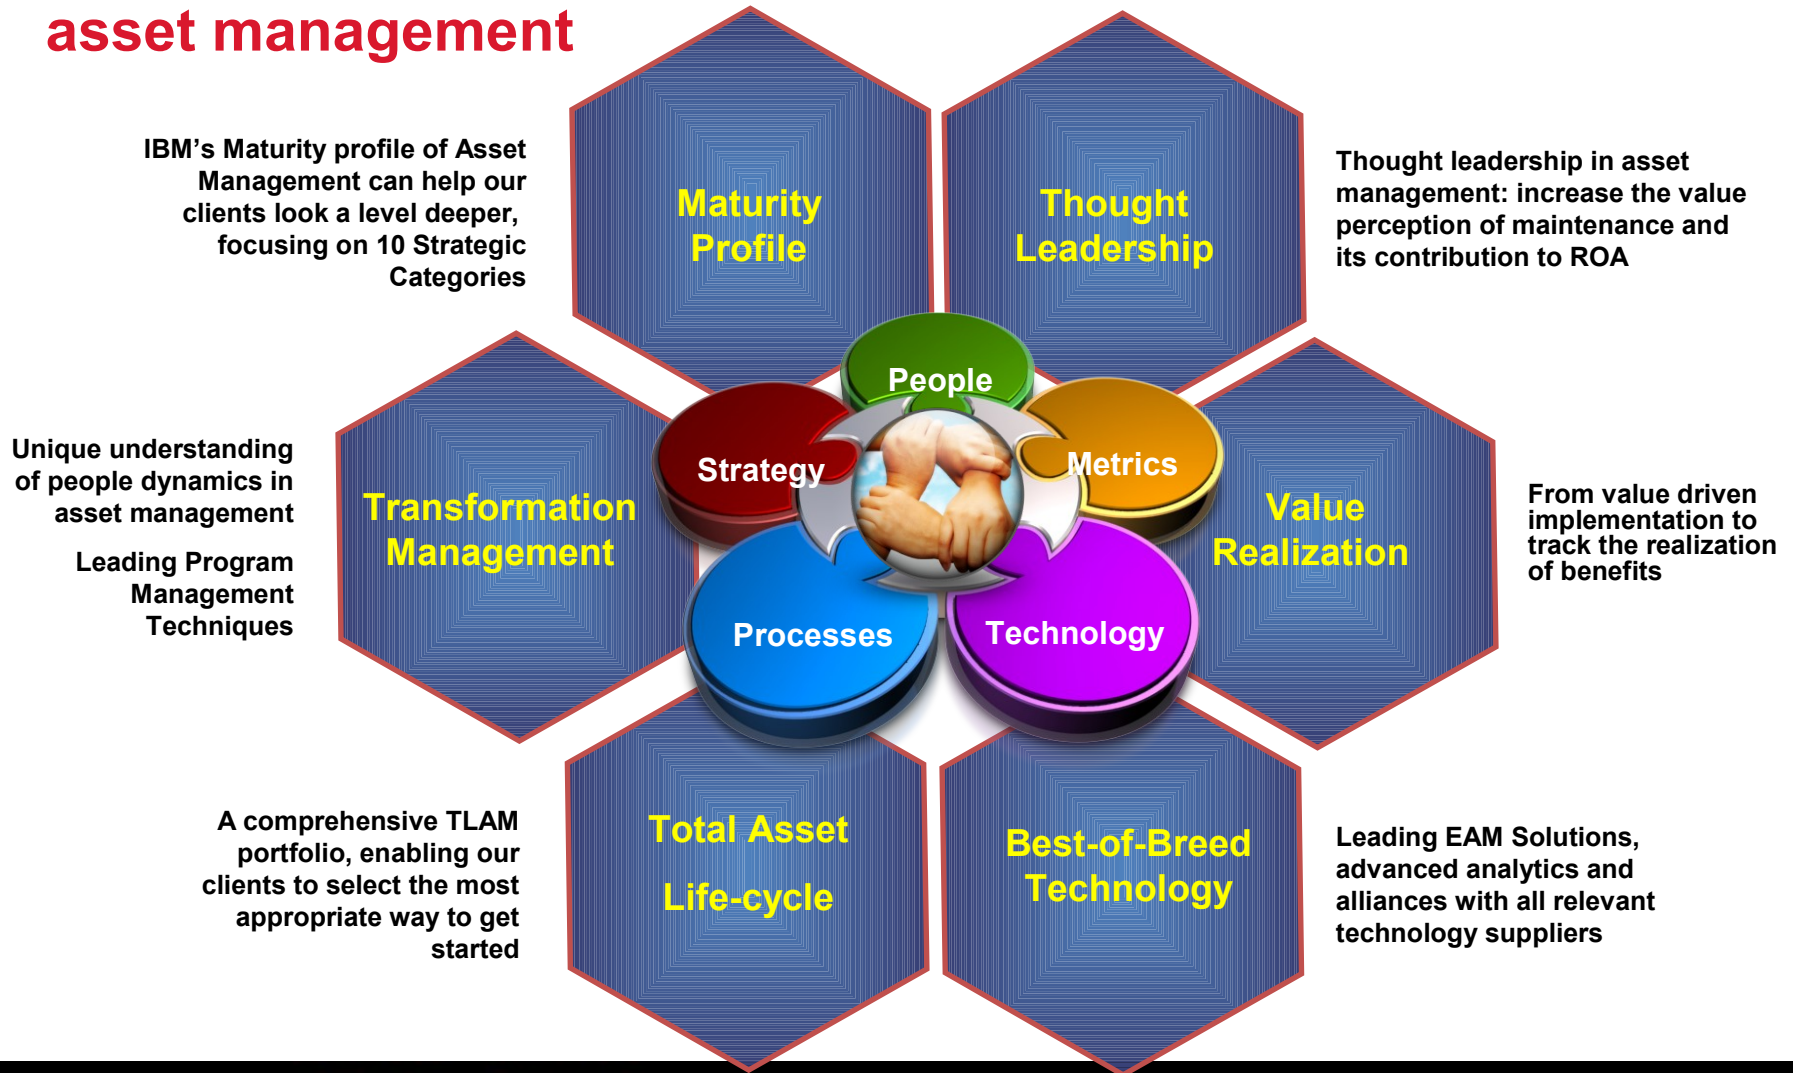 asset management
IBM’s Maturity profile of Asset
Management can help our
clients look a level deeper,
focusing on 10 Strategic
Categories
Maturity
Profile
Thought
Leadership
Thought leadership in asset
management: increase the value
perception of maintenance and
its contribution to ROA
Unique understanding
of people dynamics in
asset management
Leading Program
Management
Techniques
Transformation
Management
People
Strategy
Metrics
Processes
Technology
Value
Realization
From value driven
implementation to
track the realization
of benefits
A comprehensive TLAM
portfolio, enabling our
clients to select the most
appropriate way to get
started
Total Asset
Life-cycle
Best-of-Breed
Technology
Leading EAM Solutions,
advanced analytics and
alliances with all relevant
technology suppliers